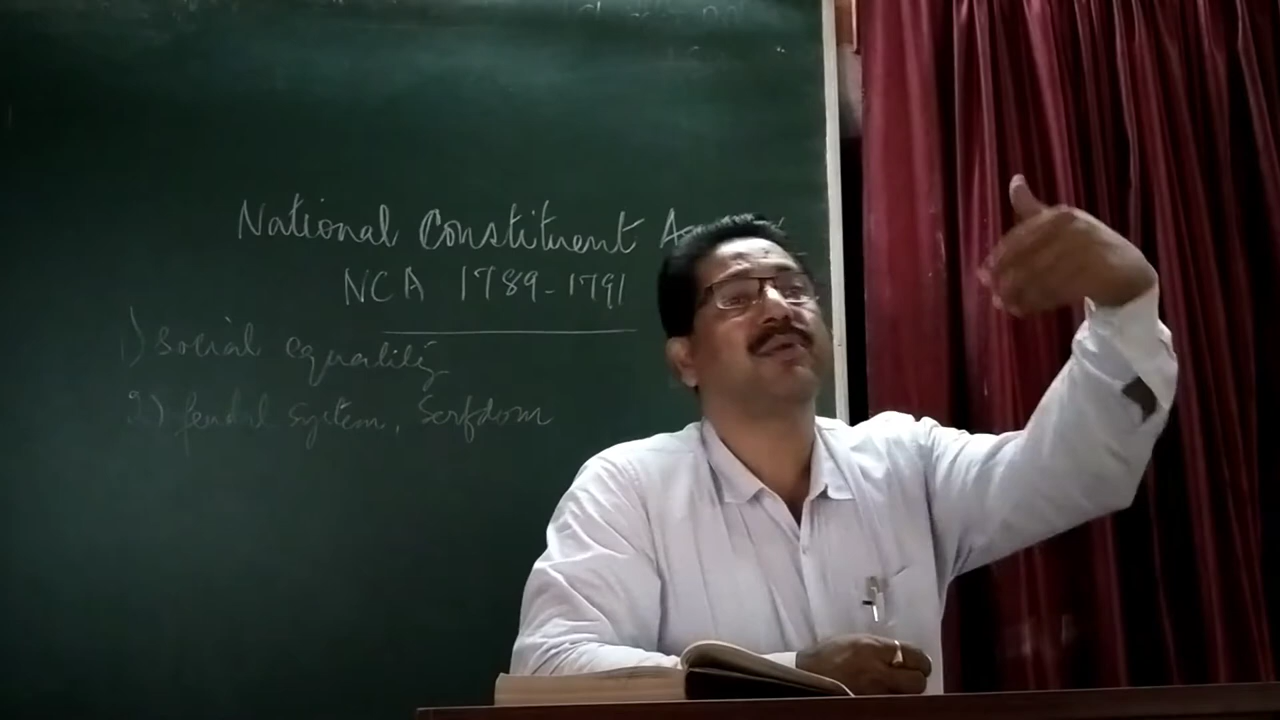 National Constituent
NCA 1789-1791
1) social equality
2) feudal system, Serfdom